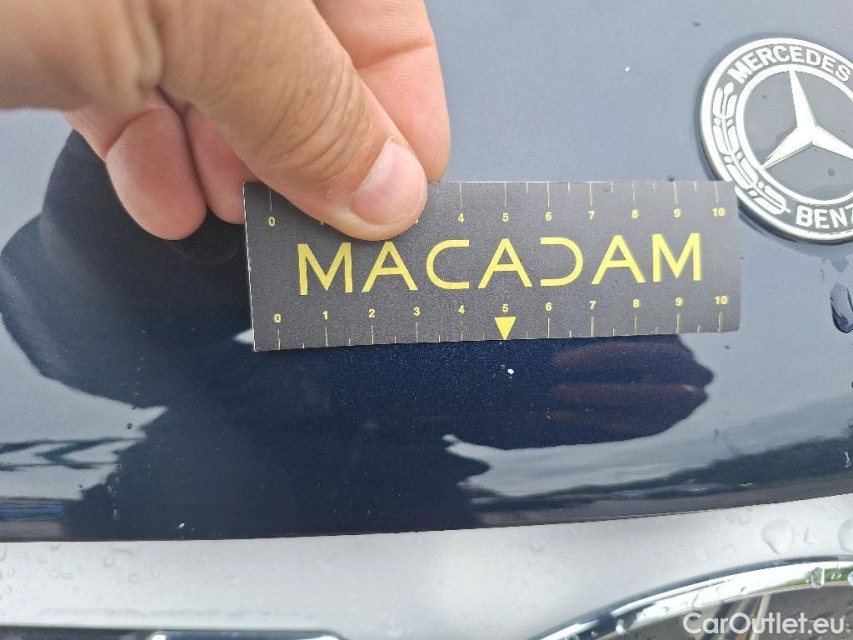 MERCEDES
BENZ
0 4 5 6 7 8 9 10
MACADAM
0 1 2 3 4 5 6 7 8 9 10
CarOutlet.eu